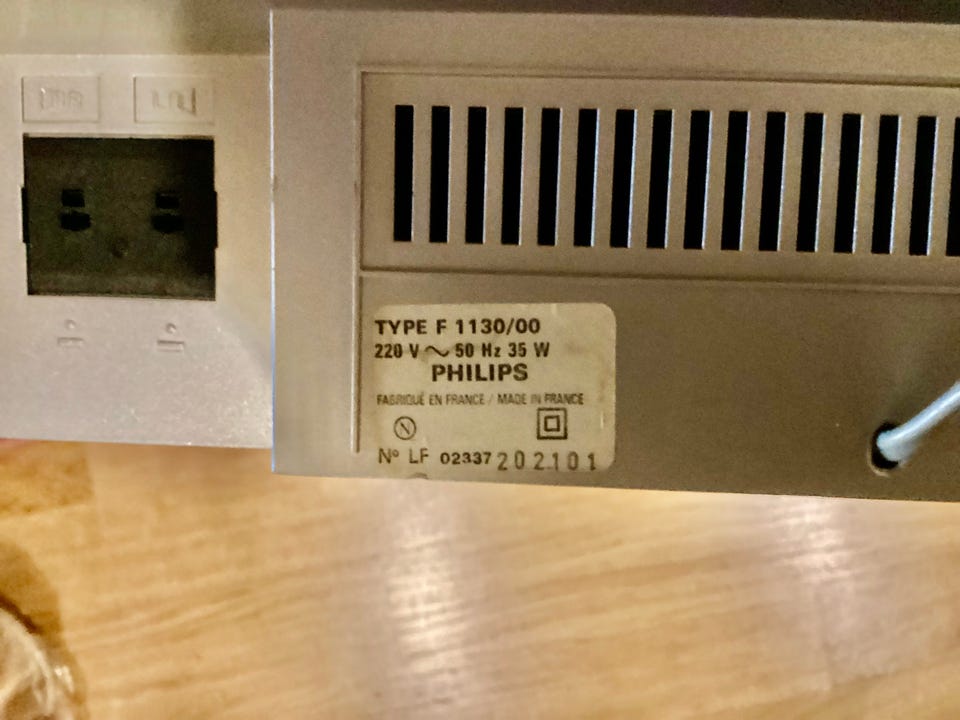 TYPE F 1130/00
220 V ~ 50 Hz 35 W
PHILIPS
FABRIQUÉ EN FRANCE / MADE IN FRANCE
N
Nº LF 02337 202101